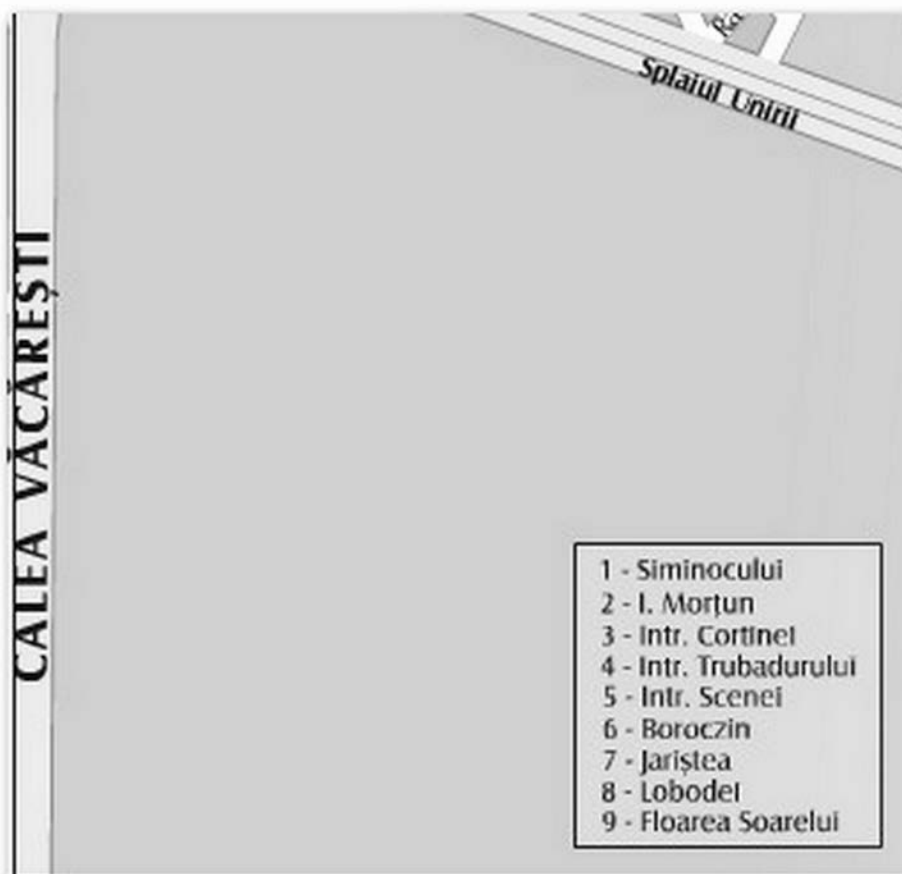 Splaiul Unirii
CALEA VĂCĂREȘTI
1 - Siminocului
2 - I. Morțun
3 - Intr. Cortinei
4 - Intr. Trubadurului
5 - Intr. Scenei
6 - Boroczin
7 - Jariștea
8 - Lobodei
9 - Floarea Soarelui